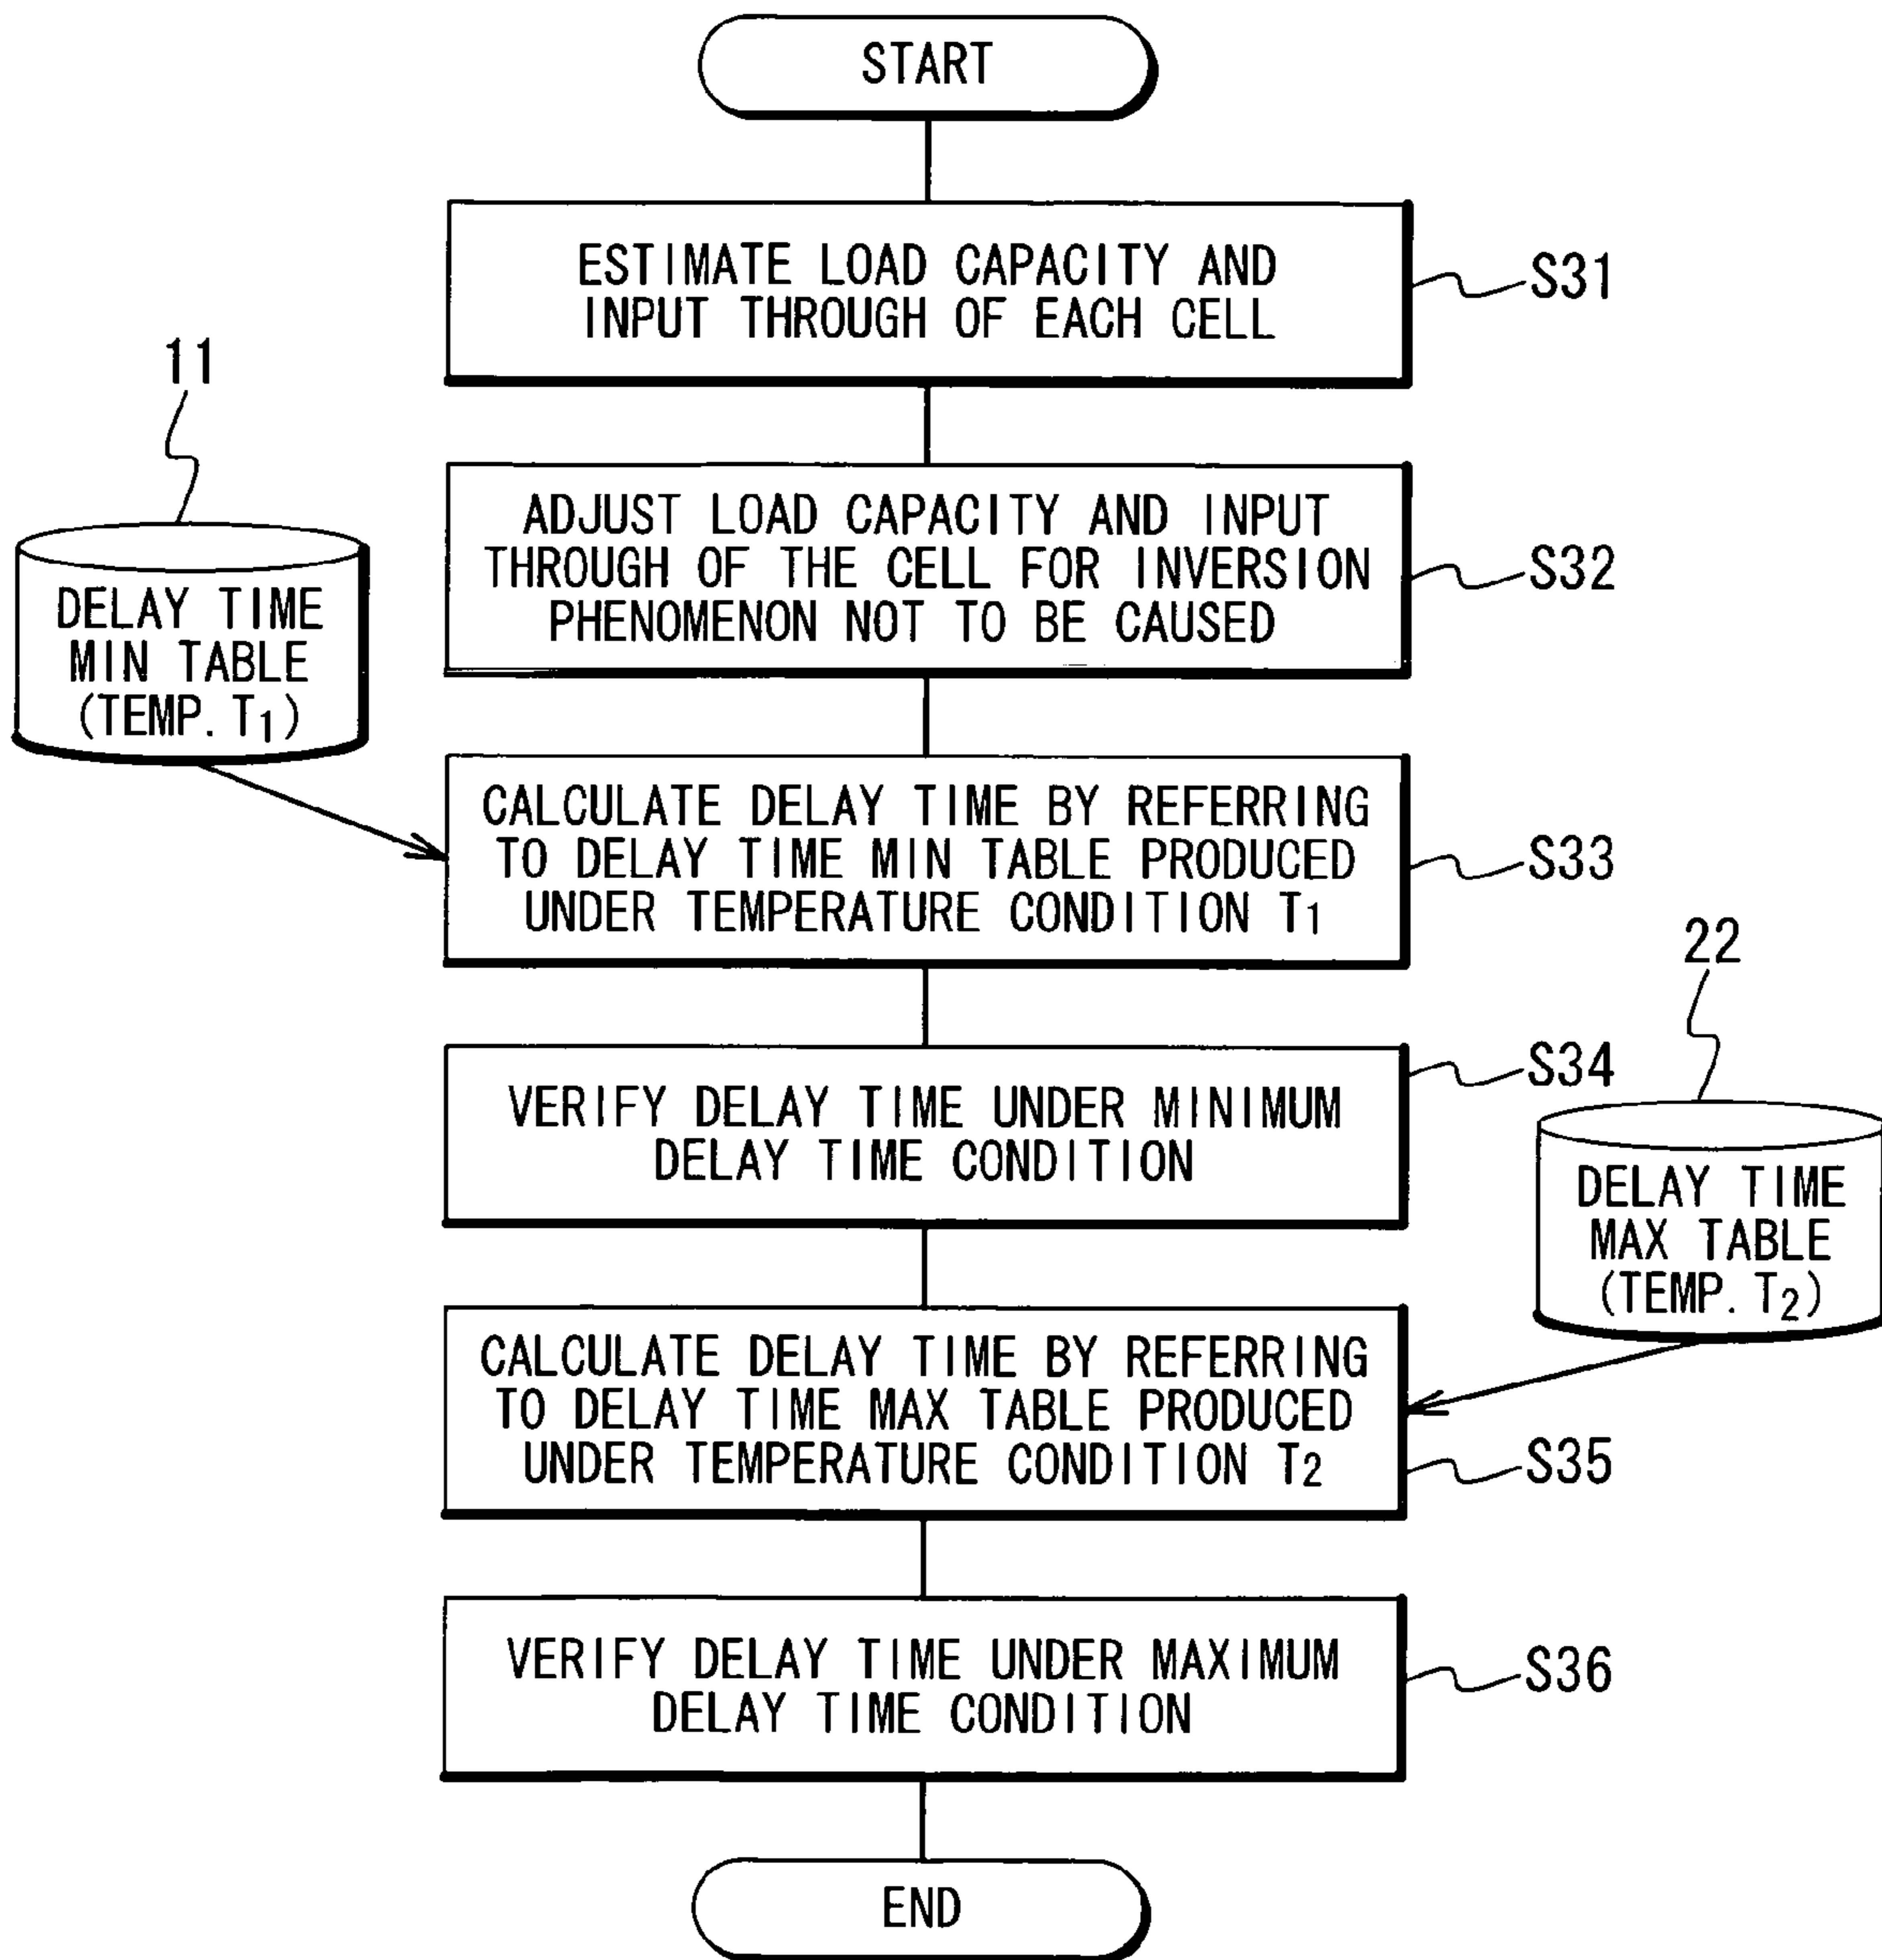 START
ESTIMATE LOAD CAPACITY AND
INPUT THROUGH OF EACH CELL
S31
11
ADJUST LOAD CAPACITY AND INPUT
THROUGH OF THE CELL FOR INVERSION
PHENOMENON NOT TO BE CAUSED
S32
DELAY TIME
MIN TABLE
(TEMP. T1)
CALCULATE DELAY TIME BY REFERRING
TO DELAY TIME MIN TABLE PRODUCED
UNDER TEMPERATURE CONDITION T1
S33
22
VERIFY DELAY TIME UNDER MINIMUM
DELAY TIME CONDITION
S34
DELAY TIME
MAX TABLE
(TEMP. T2)
CALCULATE DELAY TIME BY REFERRING
TO DELAY TIME MAX TABLE PRODUCED
UNDER TEMPERATURE CONDITION T2
S35
VERIFY DELAY TIME UNDER MAXIMUM
DELAY TIME CONDITION
S36
END